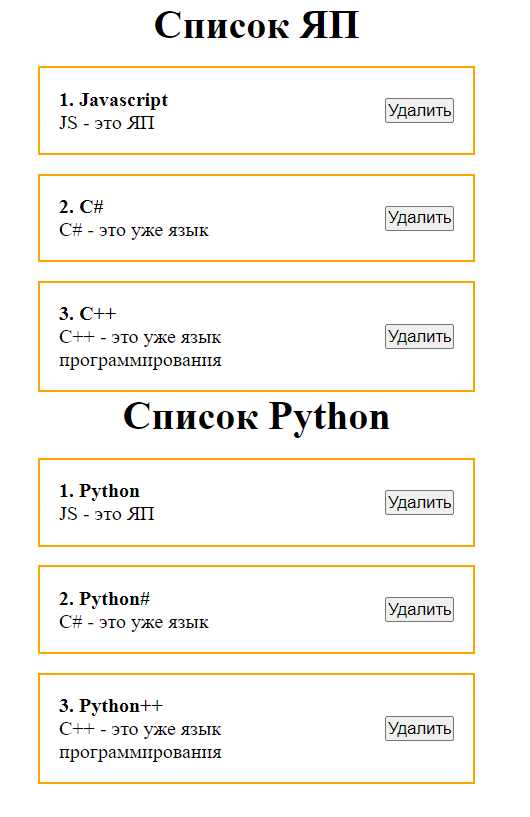 Список ЯП
1. Javascript
JS - это ЯП
Удалить
2. C#
C# - это уже язык
Удалить
3. C++
C++ - это уже язык
программирования
Удалить
Список Python
1. Python
JS - это ЯП
Удалить
2. Python#
C# - это уже язык
Удалить
3. Python++
C++ - это уже язык
программирования
Удалить